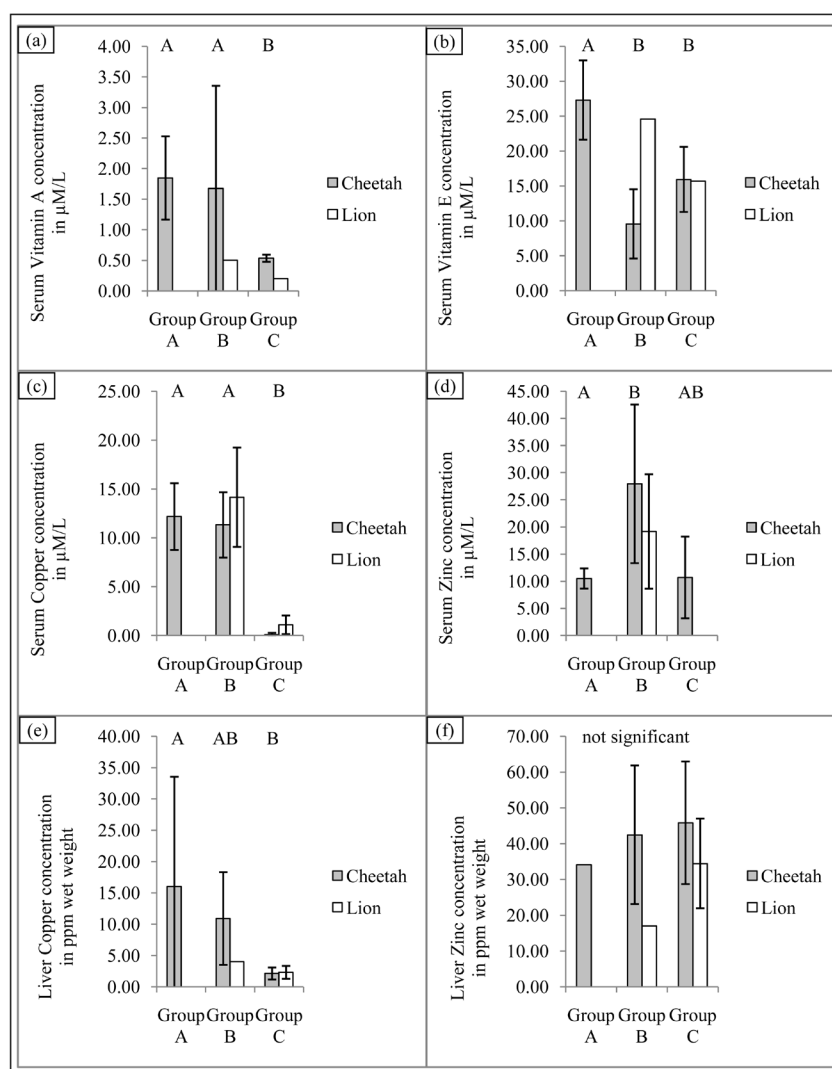 (a)
A A B
Serum Vitamin A concentration
in µM/L
4.00
3.50
3.00
2.50
2.00
1.50
1.00
0.50
0.00
Group Group Group
A B C
Cheetah
Lion
(b)
A B B
Serum Vitamin E concentration
in µM/L
35.00
30.00
25.00
20.00
15.00
10.00
5.00
0.00
Group Group Group
A B C
Cheetah
Lion
(c)
A A B
Serum Copper concentration
in µM/L
25.00
20.00
15.00
10.00
5.00
0.00
Group Group Group
A B C
Cheetah
Lion
(d)
A B AB
Serum Zinc concentration
in µM/L
45.00
40.00
35.00
30.00
25.00
20.00
15.00
10.00
5.00
0.00
Group Group Group
A B C
Cheetah
Lion
(e)
A AB B
Liver Copper concentration
in ppm wet weight
40.00
35.00
30.00
25.00
20.00
15.00
10.00
5.00
0.00
Group Group Group
A B C
Cheetah
Lion
(f)
not significant
Liver Zinc concentration
in ppm wet weight
70.00
60.00
50.00
40.00
30.00
20.00
10.00
0.00
Group Group Group
A B C
Cheetah
Lion